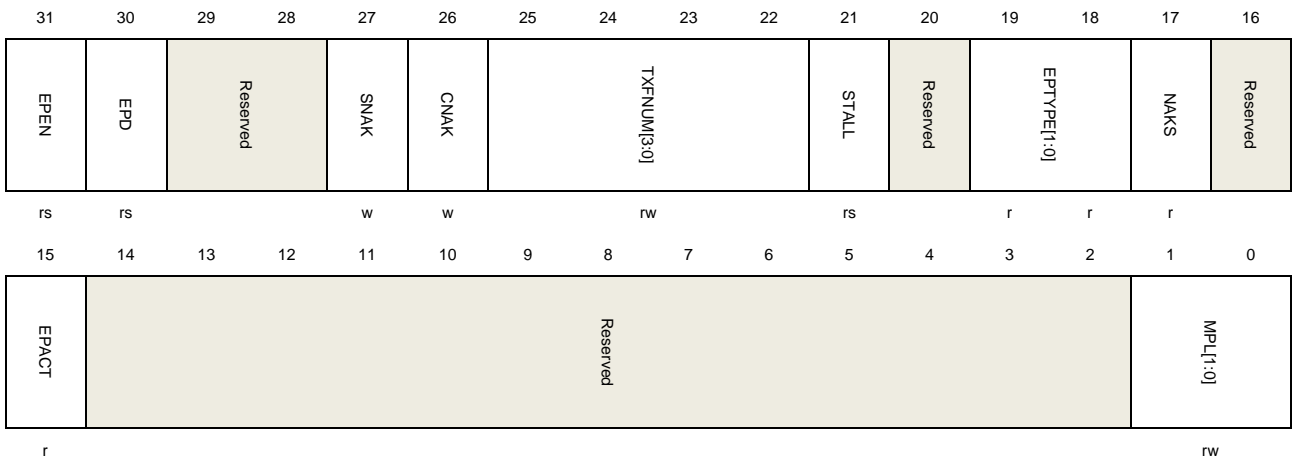 31 30 29 28 27 26 25 24 23 22 21 20 19 18 17 16
EPEN EPD Reserved SNAK CNAK TXFNUM[3:0] STALL Reserved EPTYPE[1:0] NAKS Reserved
rs rs w w rw rs r r r
15 14 13 12 11 10 9 8 7 6 5 4 3 2 1 0
EPACT Reserved MPL[1:0]
r rw